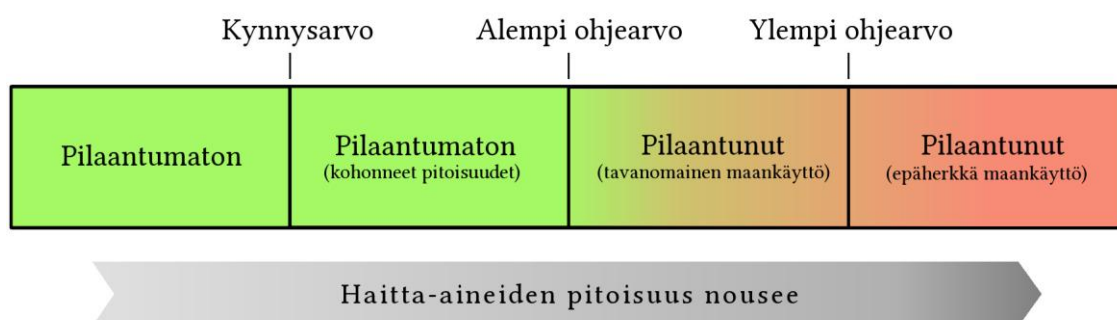 Kynnysarvo Alempi ohjearvo Ylempi ohjearvo
Pilaantumaton Pilaantumaton Pilaantunut Pilaantunut
(kohonneet pitoisuudet) (tavanomainen maankäyttö) (epäherkkä maankäyttö)
Haitta-aineiden pitoisuus nousee